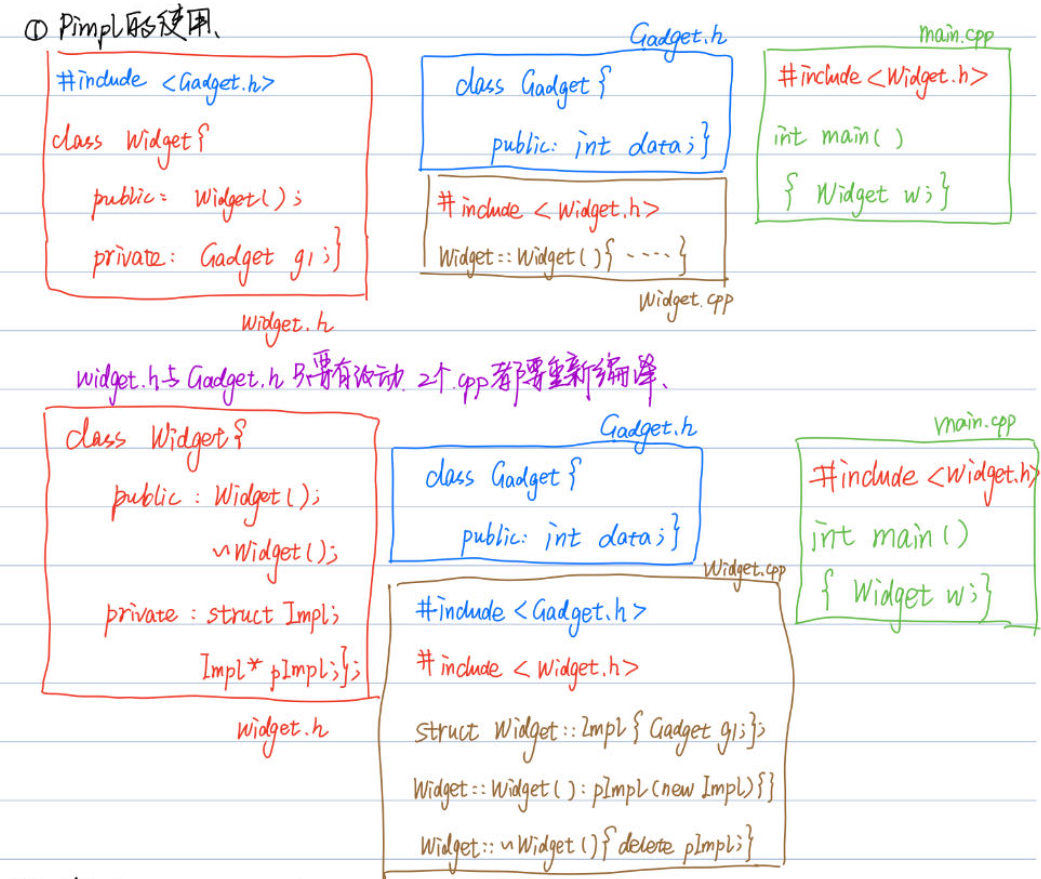 ① Pimpl的使用、
Gadget.h
main.cpp
#include <Gadget.h>
class Widget{
public: Widget();
private: Gadget g1;}
Widget.h
class Gadget{
public: int data;}
#include <Widget.h>
Widget::Widget(){ ....}
Widget.cpp
#include <Widget.h>
int main()
{ Widget w;}
widget.h与Gadget.h 只要有改动, 2个.cpp都要重新编译、
class Widget{
public: Widget();
~Widget();
private: struct Impl;
Impl* pImpl;};
Widget.h
Gadget.h
class Gadget{
public: int data;}
Widget.cpp
#include <Gadget.h>
#include <Widget.h>
struct Widget::Impl{ Gadget g1;};
Widget::Widget():pImpl(new Impl){}
Widget::~Widget(){ delete pImpl;}
main.cpp
#include <Widget.h>
int main()
{ Widget w;}